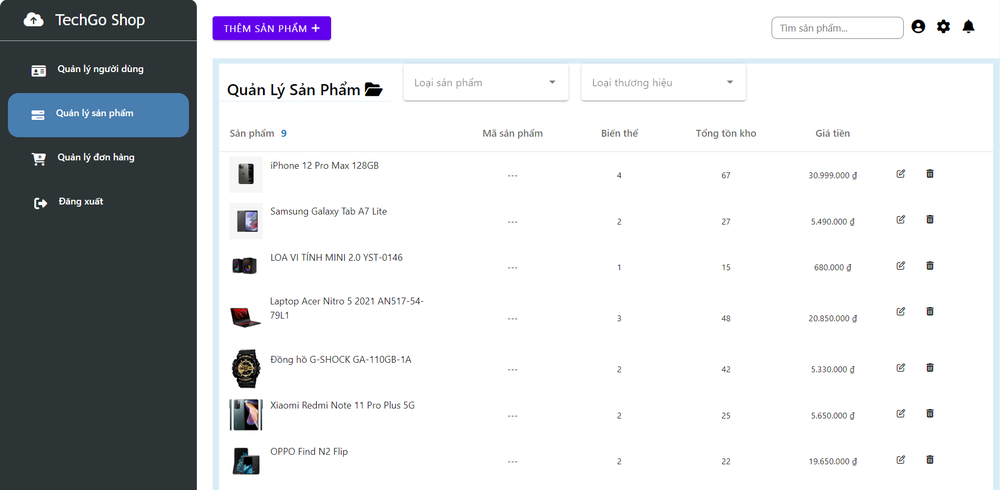 TechGo Shop
Quản lý người dùng
Quản lý sản phẩm
Quản lý đơn hàng
Đăng xuất
THÊM SẢN PHẨM +
Tìm sản phẩm...
Quản Lý Sản Phẩm
Loại sản phẩm
Loại thương hiệu
Sản phẩm 9 Mã sản phẩm Biến thể Tổng tồn kho Giá tiền
iPhone 12 Pro Max 128GB
--- 4 67 30.999.000 ₫
Samsung Galaxy Tab A7 Lite
--- 2 27 5.490.000 ₫
LOA VI TÍNH MINI 2.0 YST-0146
--- 1 15 680.000 ₫
Laptop Acer Nitro 5 2021 AN517-54-
79L1
--- 3 48 20.850.000 ₫
Đồng hồ G-SHOCK GA-110GB-1A
--- 2 42 5.330.000 ₫
Xiaomi Redmi Note 11 Pro Plus 5G
--- 2 25 5.650.000 ₫
OPPO Find N2 Flip
--- 2 22 19.650.000 ₫